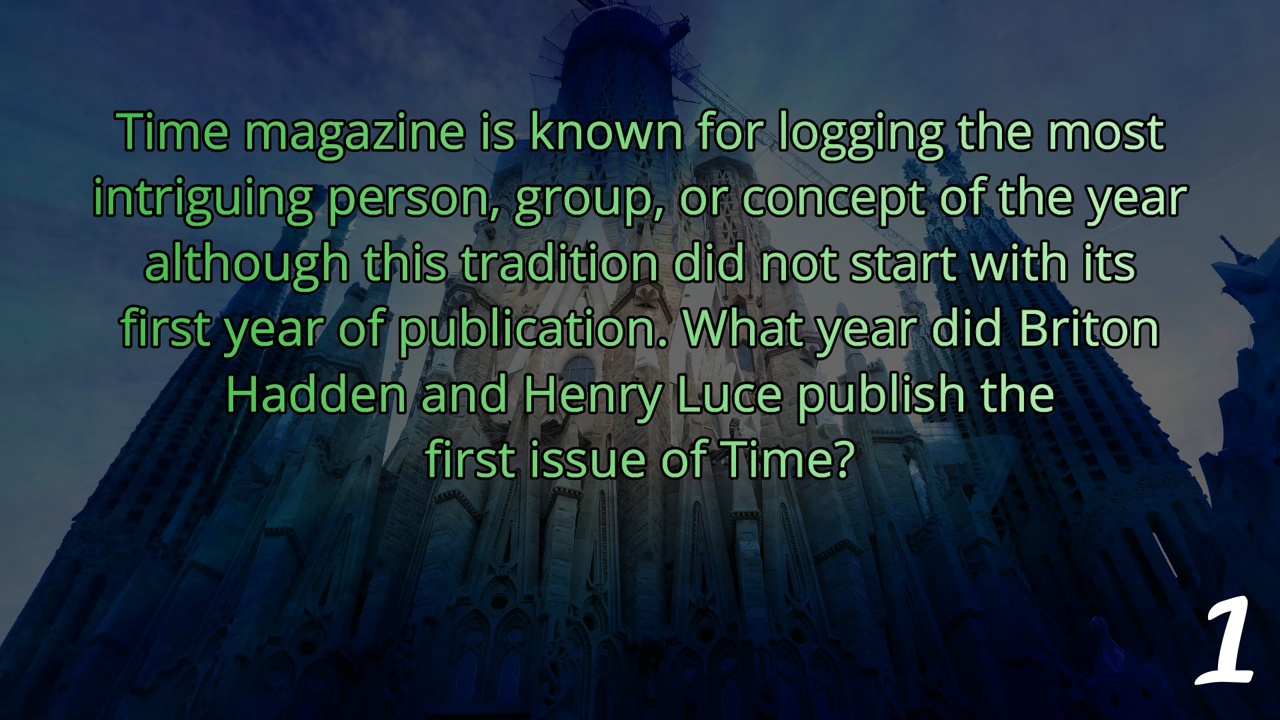 Time magazine is known for logging the most
intriguing person, group, or concept of the year
although this tradition did not start with its
first year of publication. What year did Briton
Hadden and Henry Luce publish the
first issue of Time?
1